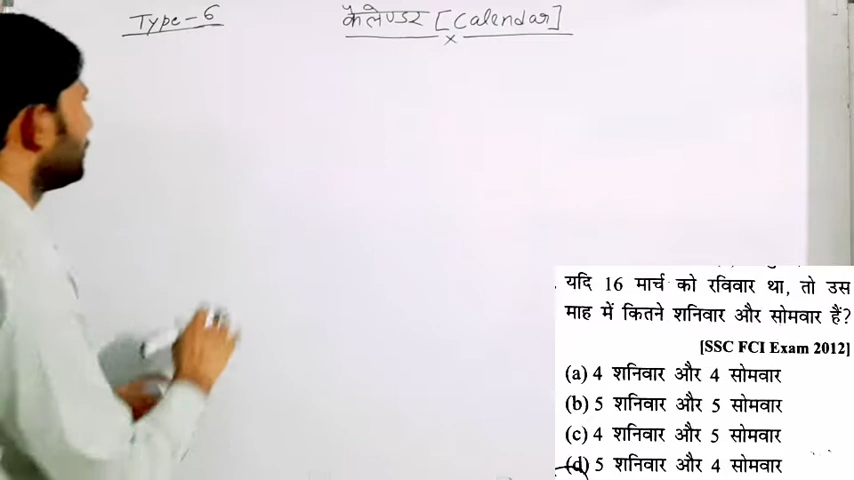 Type-6
कैलेण्डर [Calendar]
x
यदि 16 मार्च को रविवार था, तो उस
माह में कितने शनिवार और सोमवार हैं?
[SSC FCI Exam 2012]
(a) 4 शनिवार और 4 सोमवार
(b) 5 शनिवार और 5 सोमवार
(c) 4 शनिवार और 5 सोमवार
(d) 5 शनिवार और 4 सोमवार